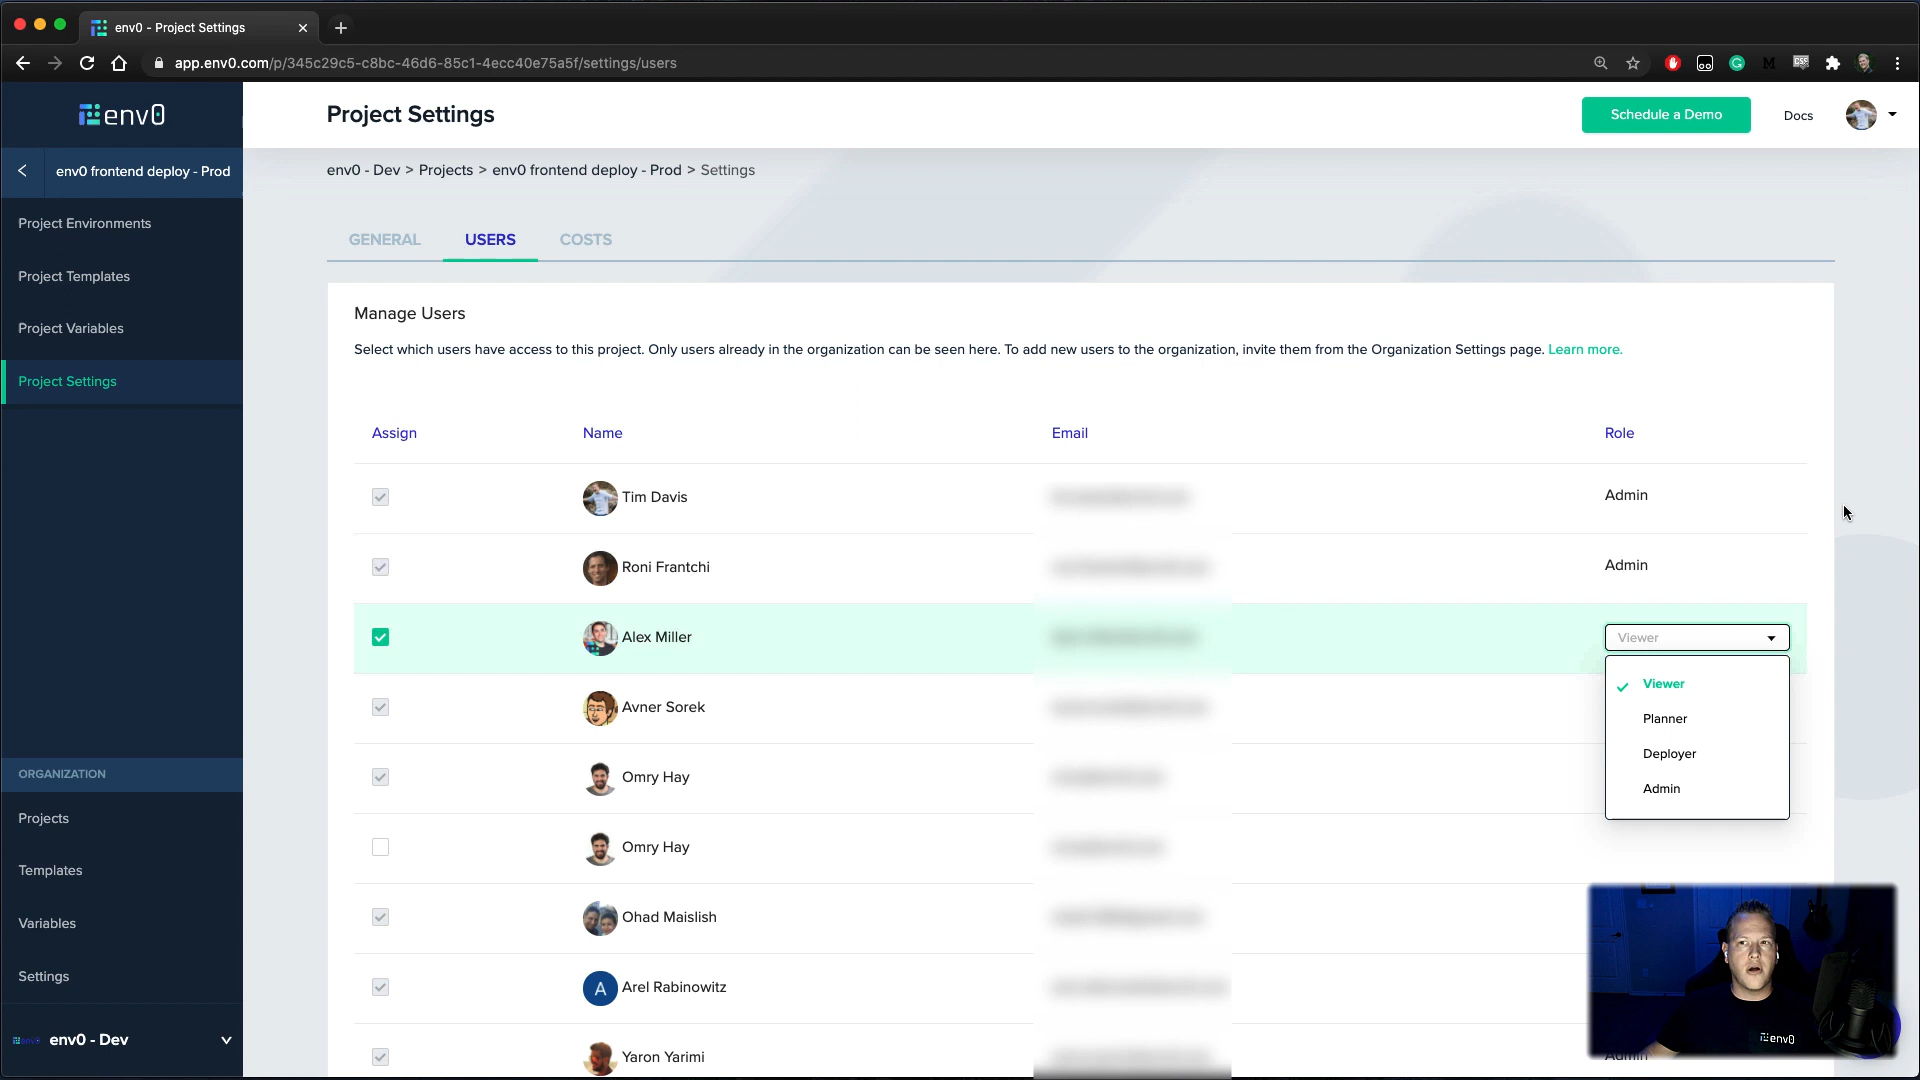 env0 - Project Settings
app.env0.com/p/345c29c5-c8bc-46d6-85c1-4ecc40e75a5f/settings/users
env0
Project Settings
Schedule a Demo
Docs
env0 frontend deploy - Prod
env0 - Dev > Projects > env0 frontend deploy - Prod > Settings
Project Environments
Project Templates
Project Variables
Project Settings
GENERAL
USERS
COSTS
Manage Users
Select which users have access to this project. Only users already in the organization can be seen here. To add new users to the organization, invite them from the Organization Settings page. Learn more.
Assign
Name
Email
Role
Tim Davis
Admin
Roni Frantchi
Admin
Alex Miller
Viewer
Viewer
Planner
Deployer
Admin
Avner Sorek
Omry Hay
Omry Hay
Ohad Maislish
A
Arel Rabinowitz
Yaron Yarimi
Admin
ORGANIZATION
Projects
Templates
Variables
Settings
env0 - Dev
env0